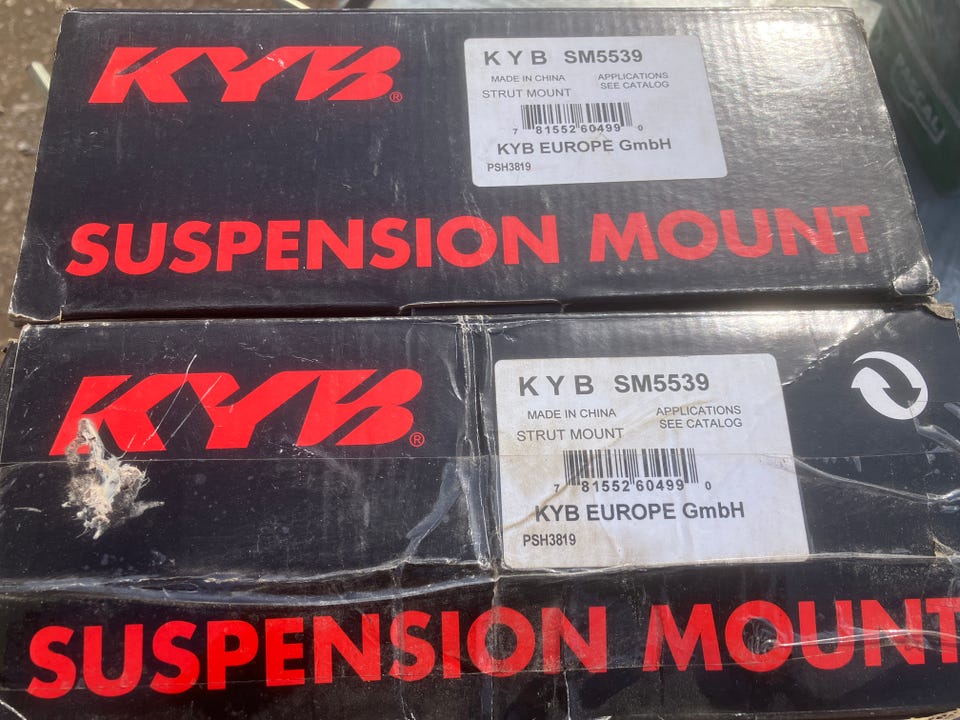 KYB®
KYB SM5539
MADE IN CHINA APPLICATIONS
SEE CATALOG
STRUT MOUNT
7 81552 60499 0
KYB EUROPE GmbH
PSH3819
SUSPENSION MOUNT
KYB®
KYB SM5539
MADE IN CHINA APPLICATIONS
SEE CATALOG
STRUT MOUNT
7 81552 60499 0
KYB EUROPE GmbH
PSH3819
SUSPENSION MOUNT